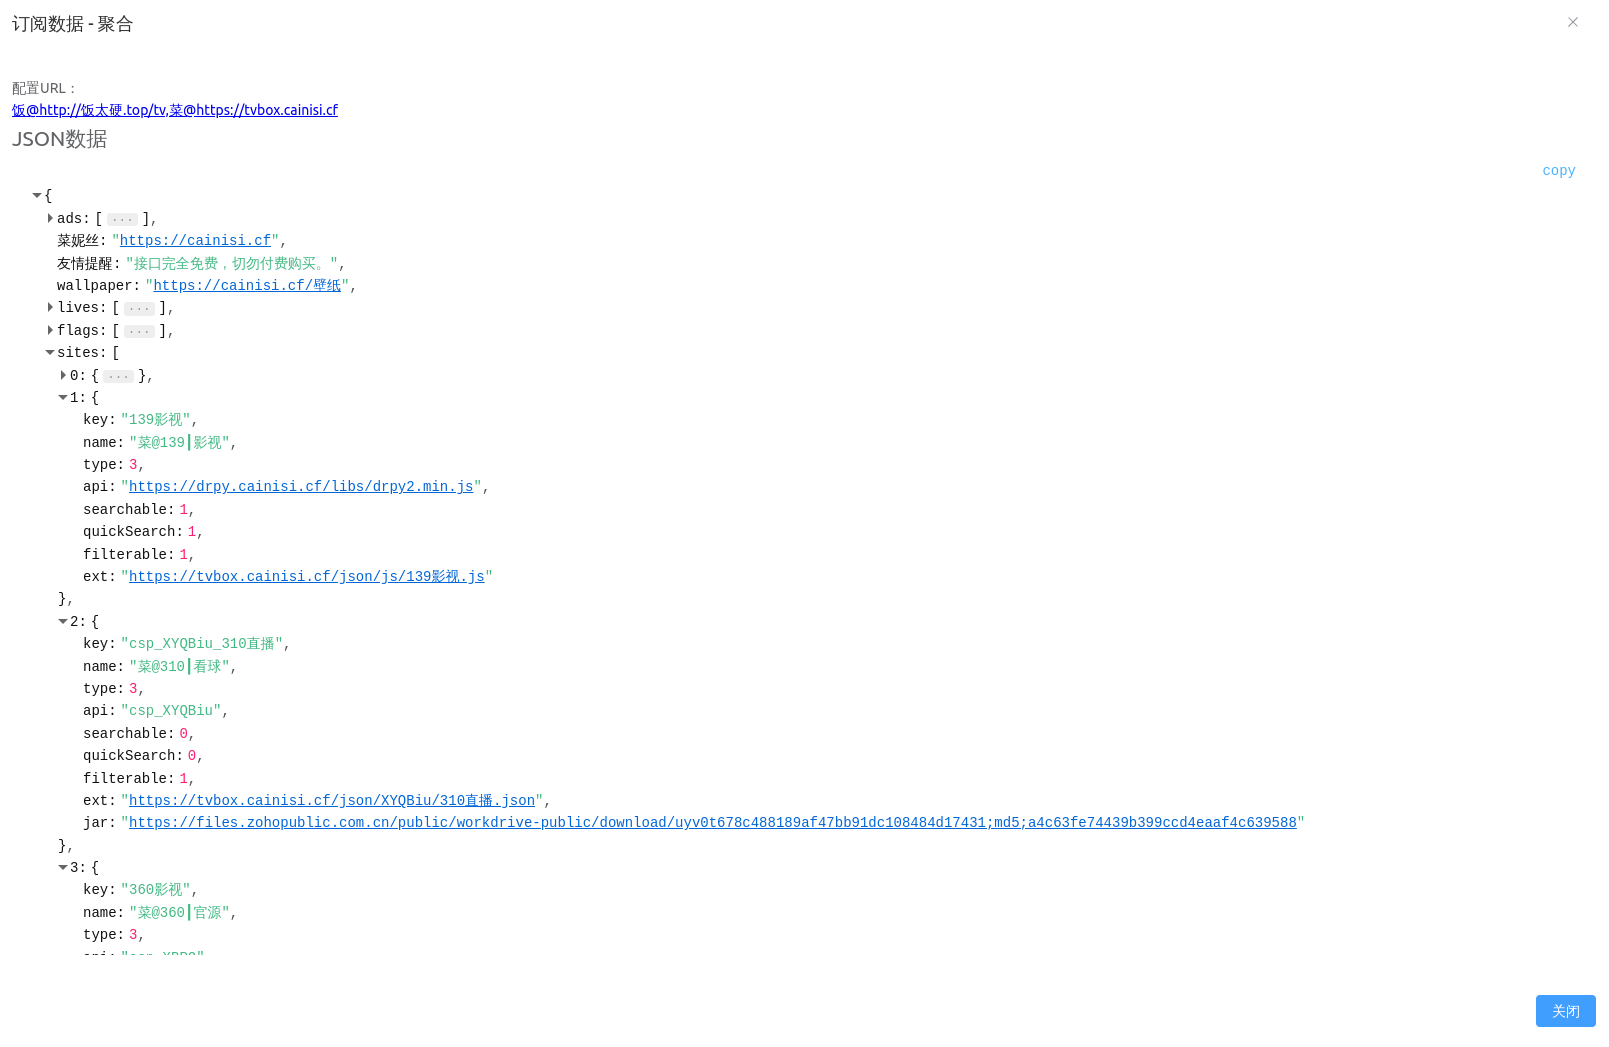 订阅数据 - 聚合
配置URL：
饭@http://饭太硬.top/tv,菜@https://tvbox.cainisi.cf
JSON数据
copy
{
ads: [ ... ],
菜妮丝: "https://cainisi.cf",
友情提醒: "接口完全免费，切勿付费购买。",
wallpaper: "https://cainisi.cf/壁纸",
lives: [ ... ],
flags: [ ... ],
sites: [
0: { ... },
1: {
key: "139影视",
name: "菜@139┃影视",
type: 3,
api: "https://drpy.cainisi.cf/libs/drpy2.min.js",
searchable: 1,
quickSearch: 1,
filterable: 1,
ext: "https://tvbox.cainisi.cf/json/js/139影视.js"
},
2: {
key: "csp_XYQBiu_310直播",
name: "菜@310┃看球",
type: 3,
api: "csp_XYQBiu",
searchable: 0,
quickSearch: 0,
filterable: 1,
ext: "https://tvbox.cainisi.cf/json/XYQBiu/310直播.json",
jar: "https://files.zohopublic.com.cn/public/workdrive-public/download/uyv0t678c488189af47bb91dc108484d17431;md5;a4c63fe74439b399ccd4eaaf4c639588"
},
3: {
key: "360影视",
name: "菜@360┃官源",
type: 3,
关闭